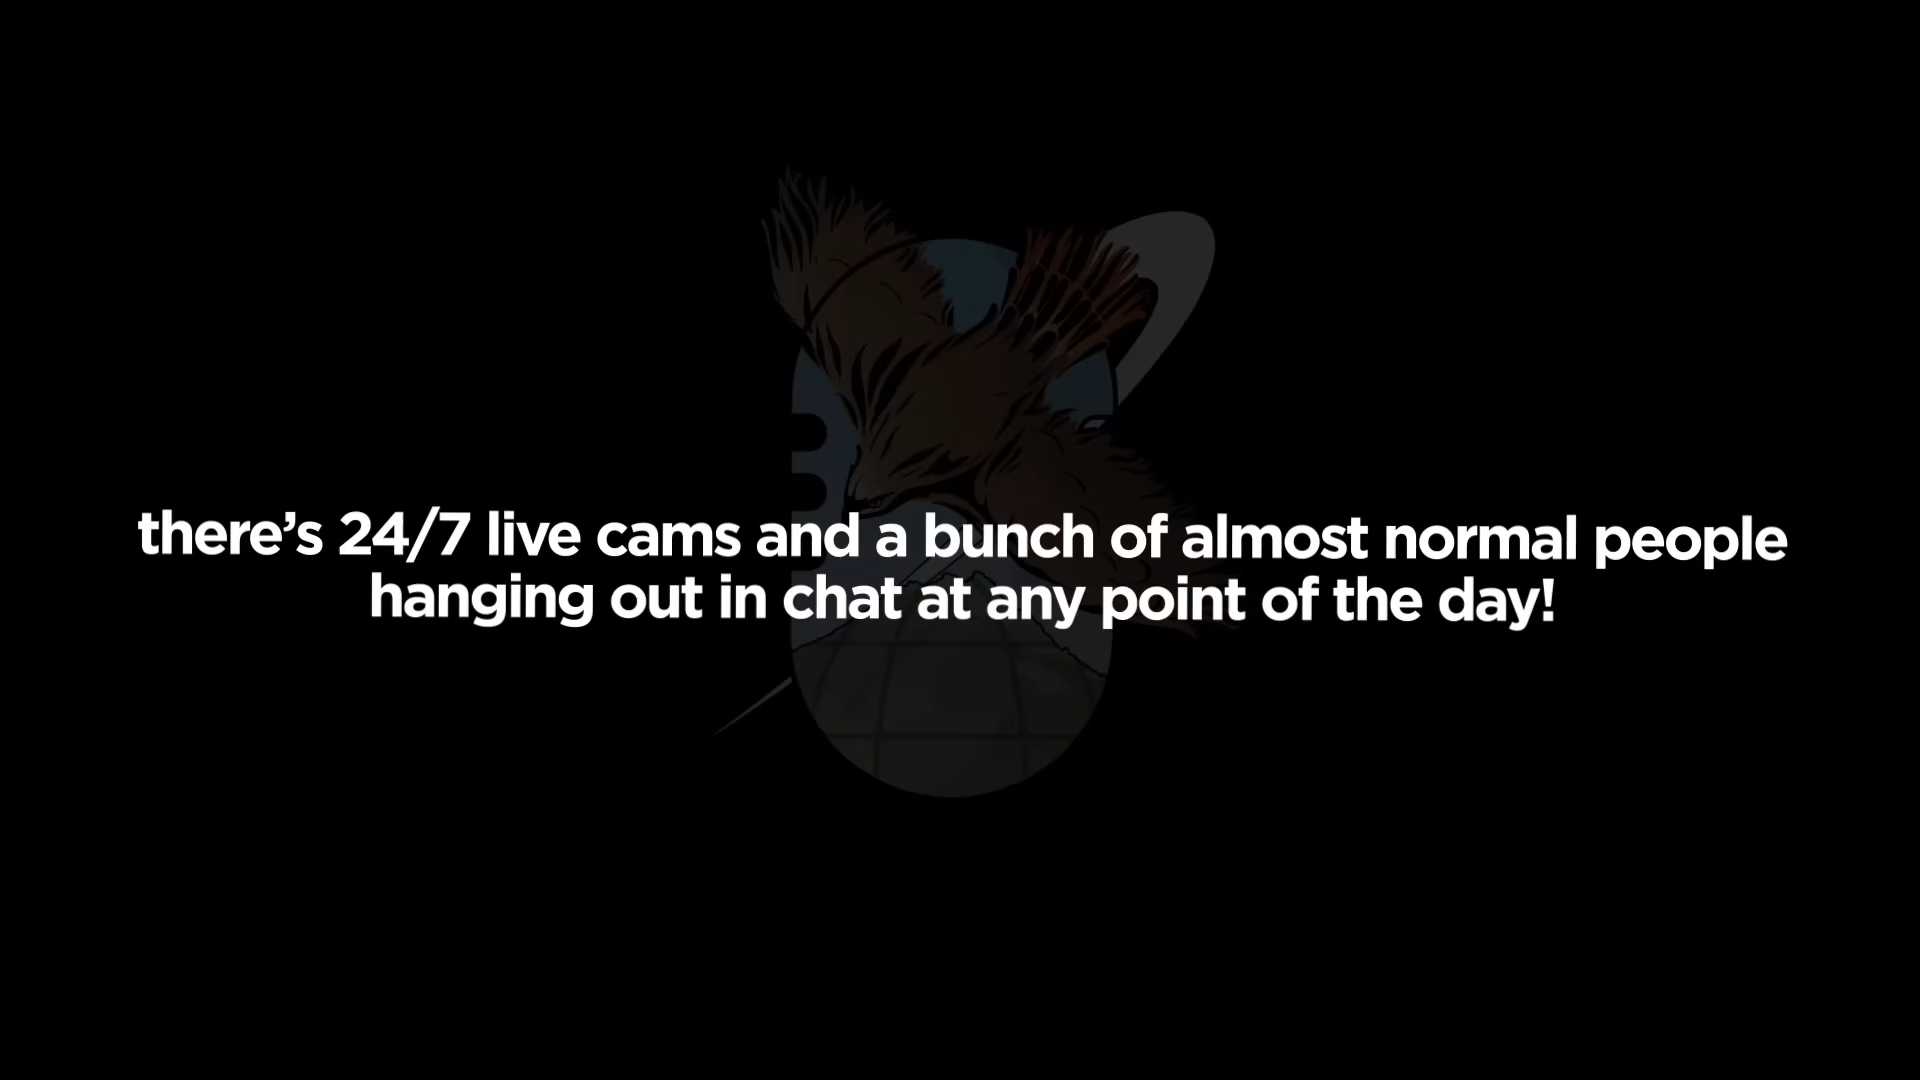 there’s 24/7 live cams and a bunch of almost normal people
hanging out in chat at any point of the day!